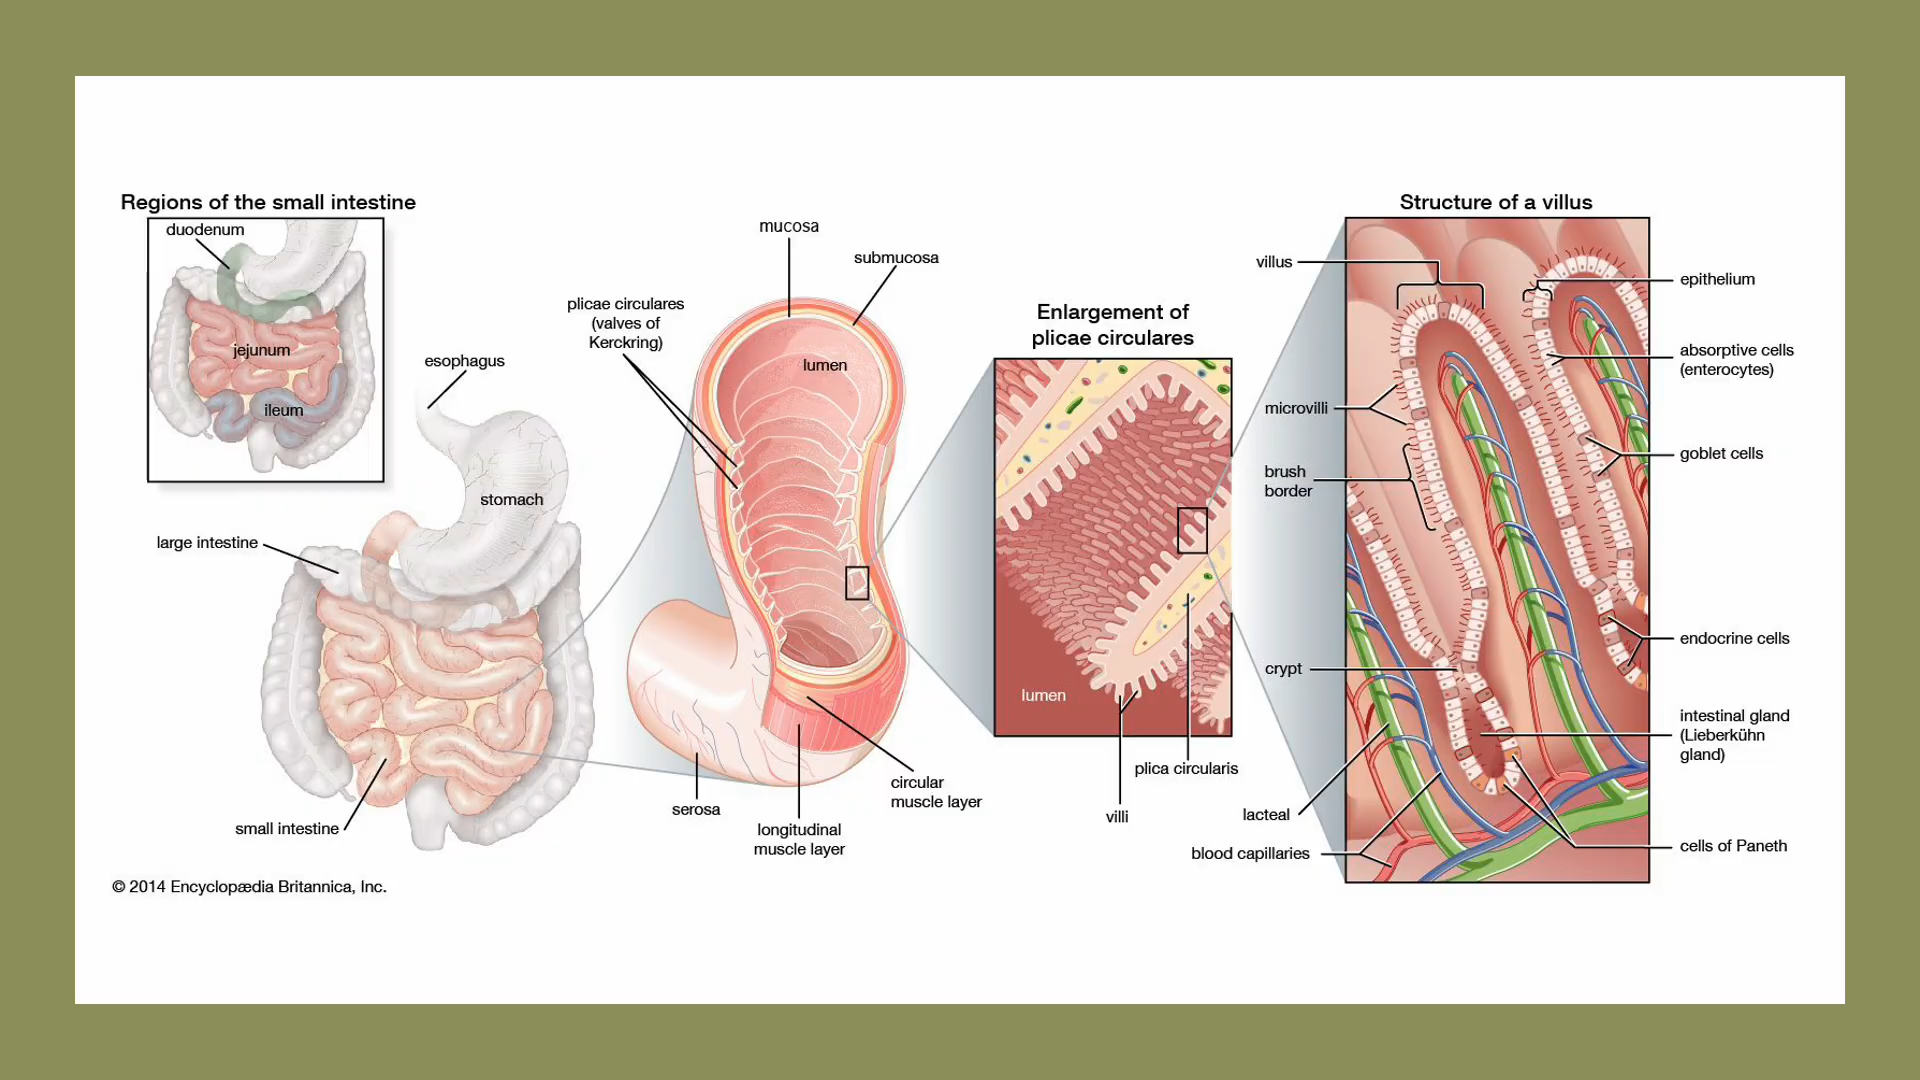 Regions of the small intestine
duodenum
jejunum
ileum
esophagus
stomach
large intestine
small intestine
© 2014 Encyclopædia Britannica, Inc.
mucosa
submucosa
plicae circulares
(valves of
Kerckring)
lumen
serosa
longitudinal
muscle layer
circular
muscle layer
Enlargement of
plicae circulares
lumen
villi
plica circularis
Structure of a villus
villus
microvilli
brush
border
crypt
lacteal
blood capillaries
epithelium
absorptive cells
(enterocytes)
goblet cells
endocrine cells
intestinal gland
(Lieberkühn
gland)
cells of Paneth